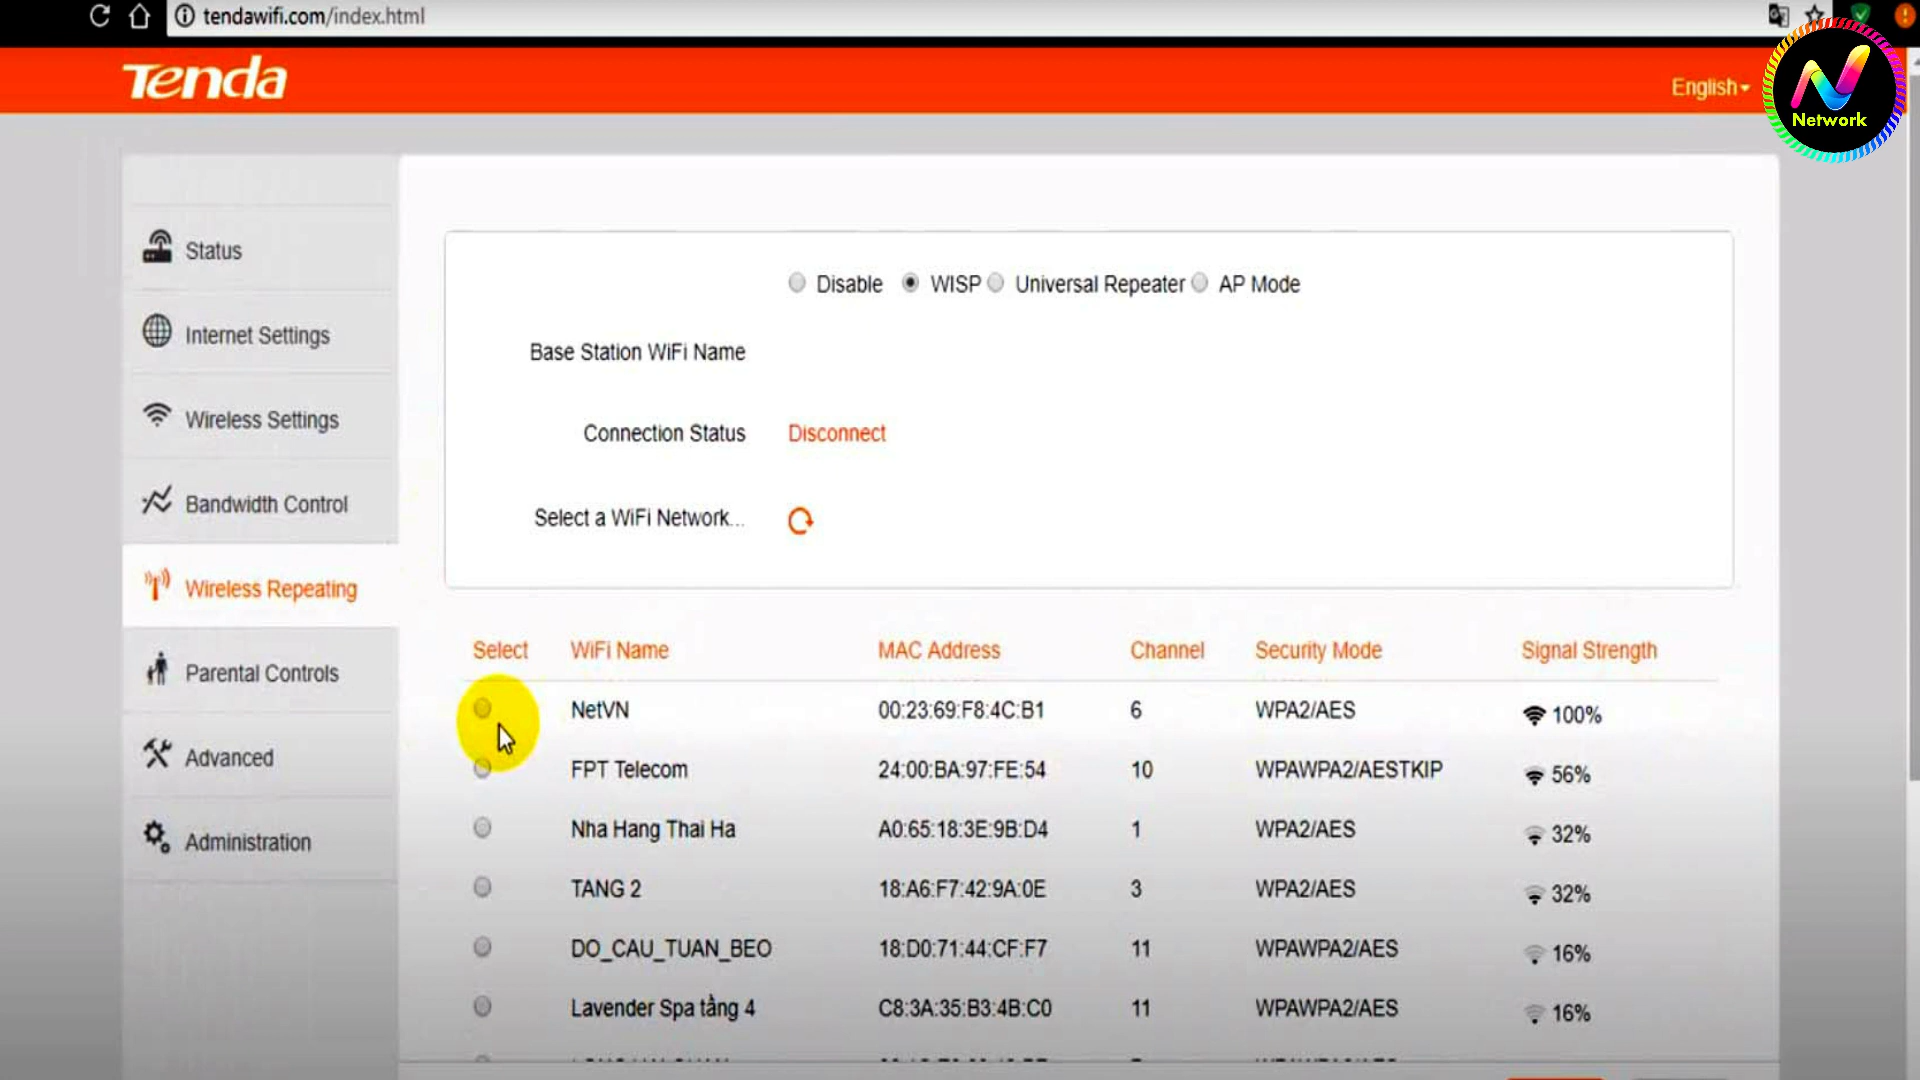 tendawifi.com/index.html
Tenda
English
Network
Status
Internet Settings
Wireless Settings
Bandwidth Control
Wireless Repeating
Parental Controls
Advanced
Administration
Disable WISP Universal Repeater AP Mode
Base Station WiFi Name
Connection Status Disconnect
Select a WiFi Network...
Select WiFi Name MAC Address Channel Security Mode Signal Strength
NetVN 00:23:69:F8:4C:B1 6 WPA2/AES 100%
FPT Telecom 24:00:BA:97:FE:54 10 WPAWPA2/AESTKIP 56%
Nha Hang Thai Ha A0:65:18:3E:9B:D4 1 WPA2/AES 32%
TANG 2 18:A6:F7:42:9A:0E 3 WPA2/AES 32%
DO_CAU_TUAN_BEO 18:D0:71:44:CF:F7 11 WPAWPA2/AES 16%
Lavender Spa tầng 4 C8:3A:35:B3:4B:C0 11 WPAWPA2/AES 16%